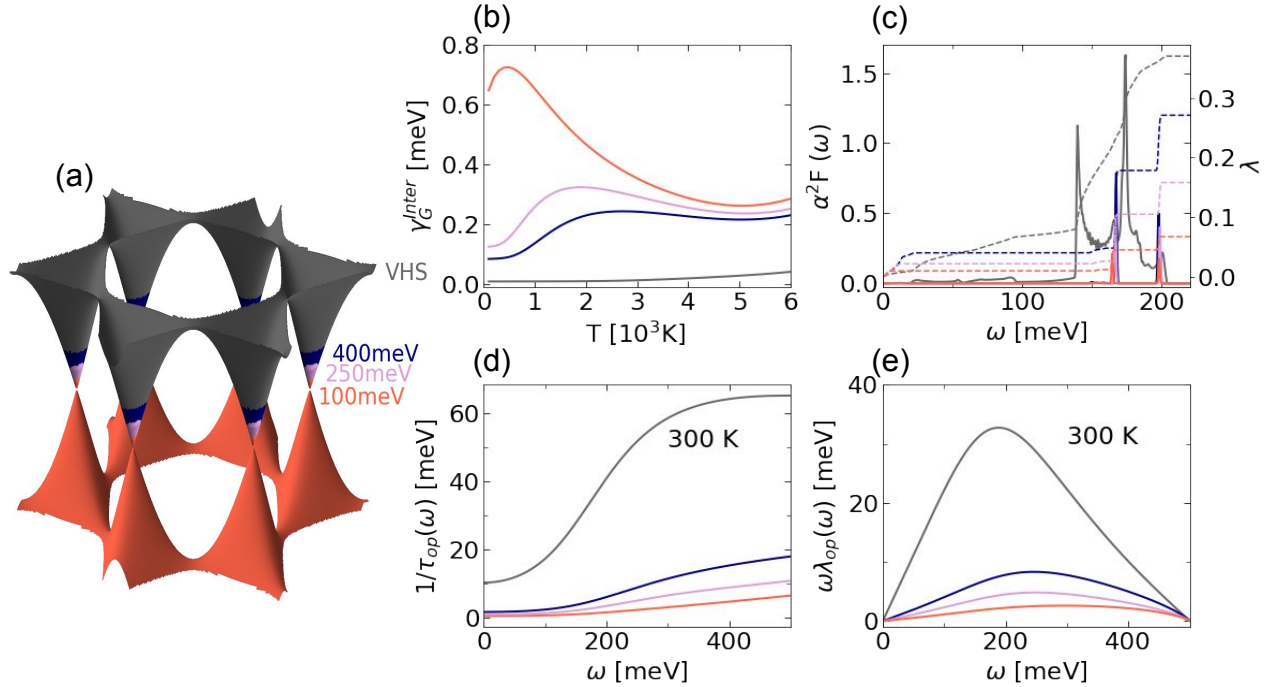 (a)
VHS
400meV
250meV
100meV
(b)
γ_G^Inter [meV]
0.8
0.6
0.4
0.2
0.0
0 1 2 3 4 5 6
T [10³K]
(c)
α²F (ω)
1.5
1.0
0.5
0.0
0 100 200
ω [meV]
0.3
0.2
0.1
0.0
λ
(d)
1/τ_op(ω) [meV]
60
40
20
0
300 K
0 200 400
ω [meV]
(e)
ωλ_op(ω) [meV]
40
20
0
300 K
0 200 400
ω [meV]